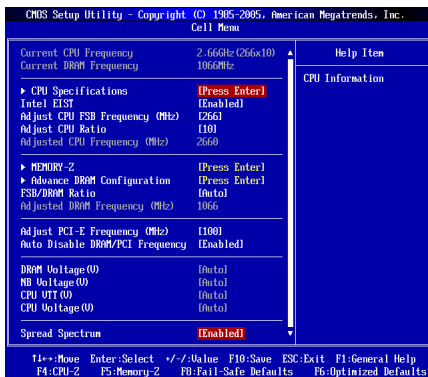 CMOS Setup Utility - Copyright (C) 1985-2005, American Megatrends, Inc.
Cell Menu
Current CPU Frequency 2.66GHz(266x10)
Current DRAM Frequency 1066MHz
▶ CPU Specifications [Press Enter]
Intel EIST [Enabled]
Adjust CPU FSB Frequency (MHz) [266]
Adjust CPU Ratio [10]
Adjusted CPU Frequency (MHz) 2660
▶ MEMORY-Z [Press Enter]
▶ Advance DRAM Configuration [Press Enter]
FSB/DRAM Ratio [Auto]
Adjusted DRAM Frequency (MHz) 1066
Adjust PCI-E Frequency (MHz) [100]
Auto Disable DRAM/PCI Frequency [Enabled]
DRAM Voltage(V) [Auto]
NB Voltage(V) [Auto]
CPU VTT(V) [Auto]
CPU Voltage(V) [Auto]
Spread Spectrum [Enabled]
Help Item
CPU Information
↑↓↔:Move Enter:Select +/-/:Value F10:Save ESC:Exit F1:General Help
F4:CPU-Z F5:Memory-Z F8:Fail-Safe Defaults F6:Optimized Defaults